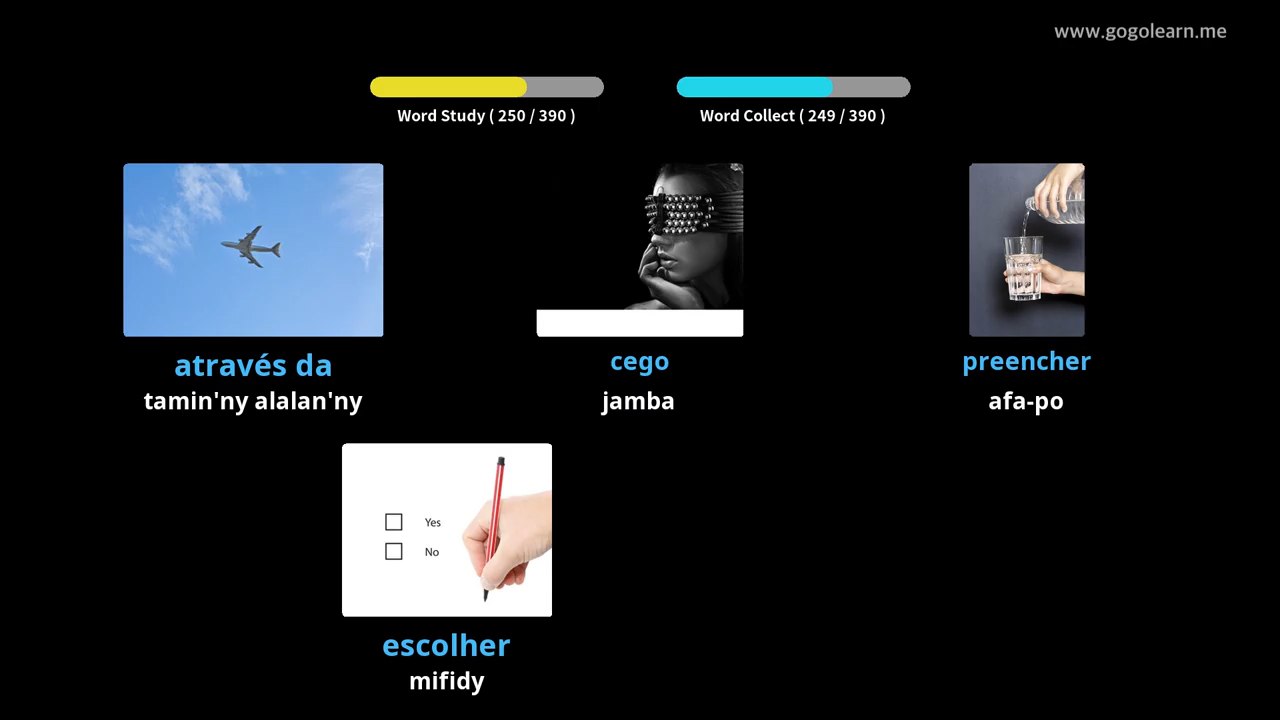 www.gogolearn.me
Word Study ( 250 / 390 )
Word Collect ( 249 / 390 )
através da
cego
preencher
tamin'ny alalan'ny
jamba
afa-po
Yes
No
escolher
mifidy